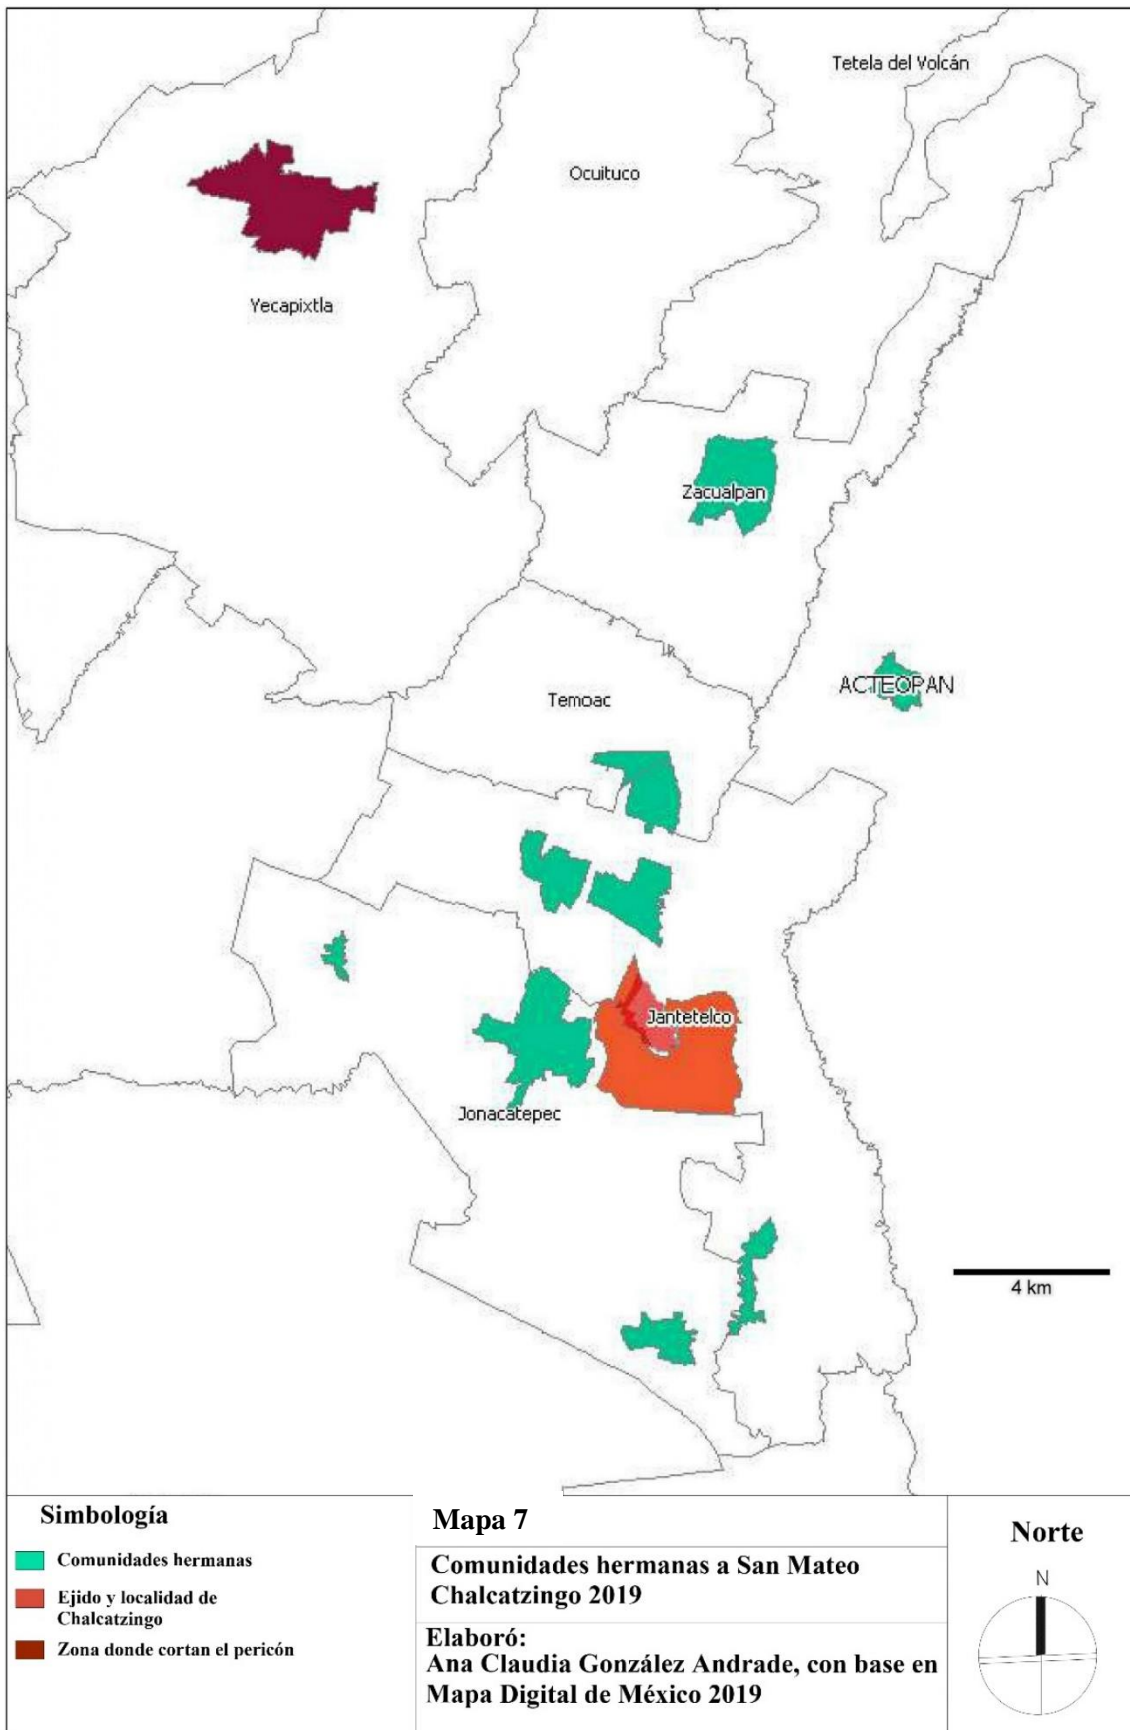 Tetela del Volcán
Ocuituco
Yecapixtla
Zacualpan
ACTEOPAN
Temoac
Jantetelco
Jonacatepec
4 km
Simbología
Comunidades hermanas
Ejido y localidad de
Chalcatzingo
Zona donde cortan el pericón
Mapa 7
Comunidades hermanas a San Mateo
Chalcatzingo 2019
Elaboró:
Ana Claudia González Andrade, con base en
Mapa Digital de México 2019
Norte
N